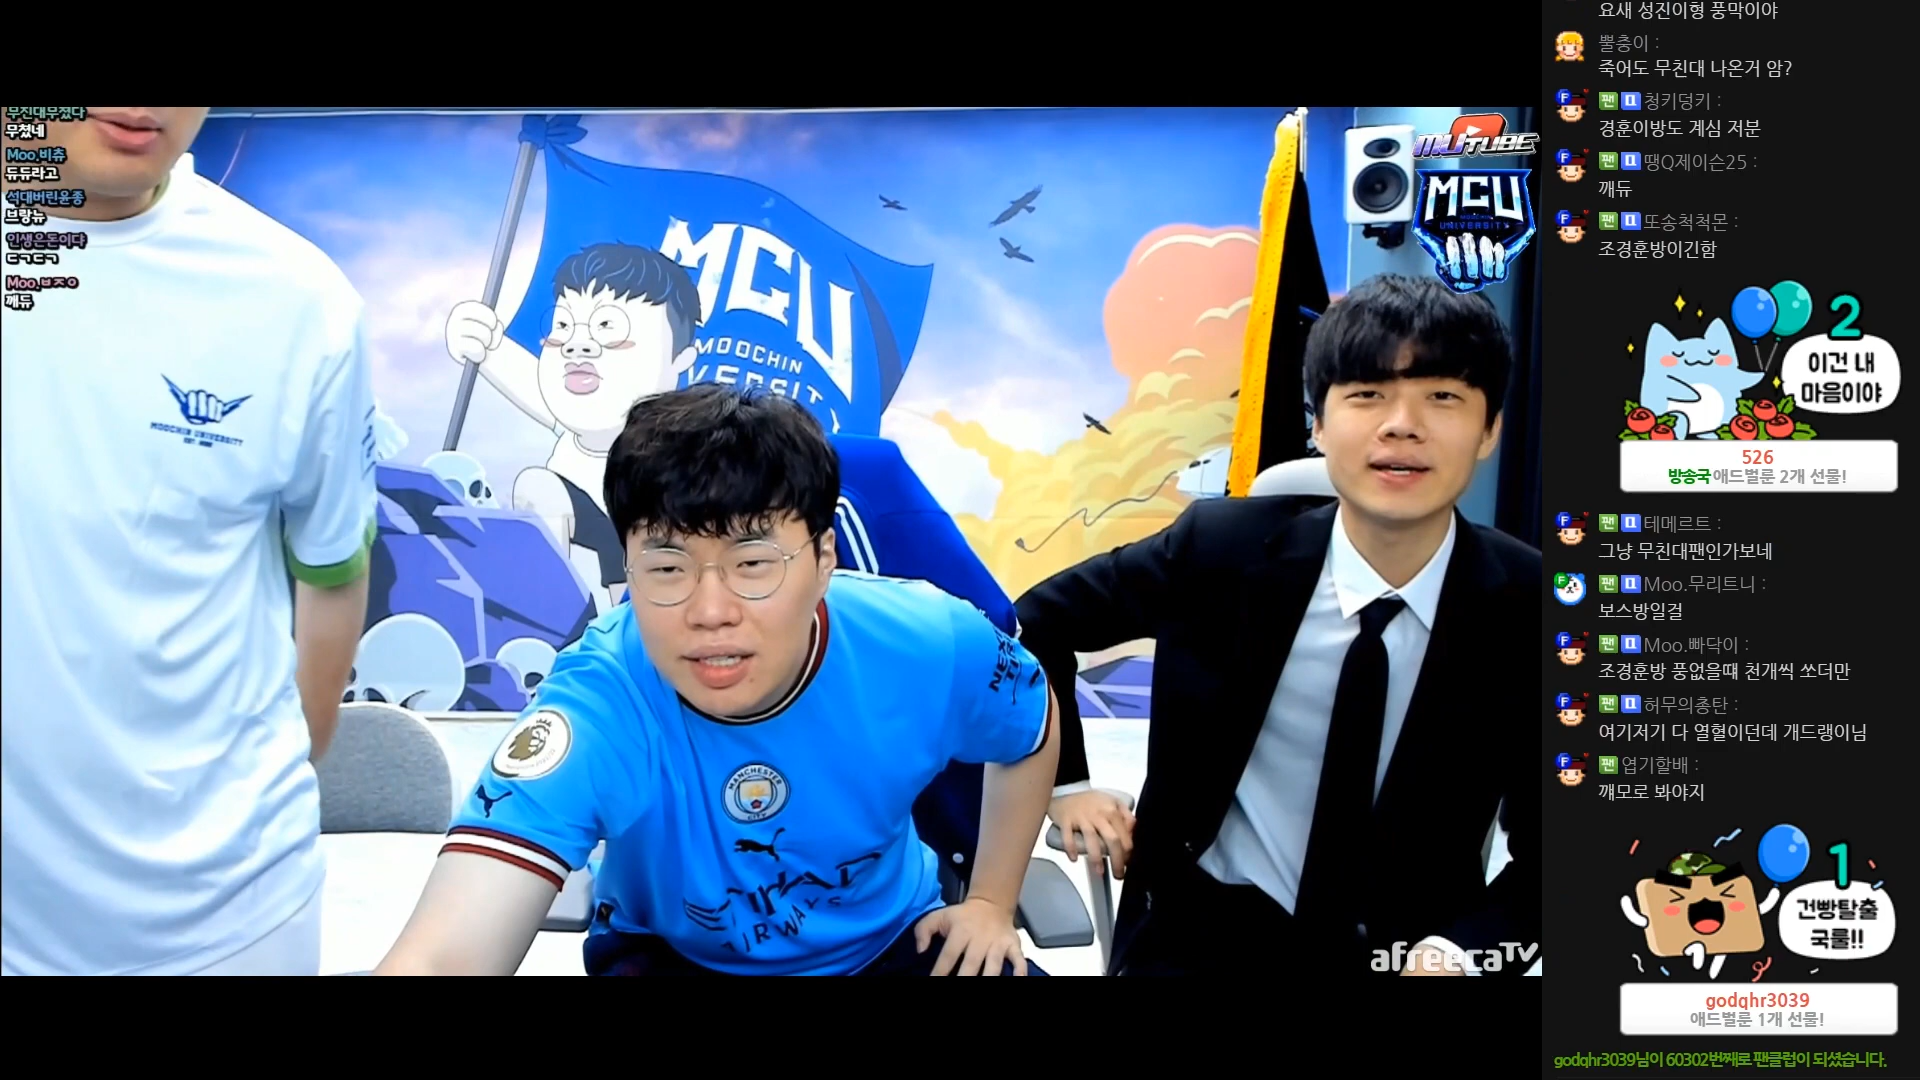 무친대무쳤다
무쳤네
Moo.비츄
듀듀라고
석대버린윤종
브랑뉴
인생은돈이다
ㄷㄱㄷㄱ
Moo.ㅂㅈㅇ
깨듀
MUTUBE
MCU
MOOCHIN
UNIVERSITY
MCU
MOOCHIN
VERSIT
MOOCHIN UNIVERSITY
MANCHESTER
CITY
AIRWAYS
afreecaTV
요새 성진이형 풍막이야
뿔충이 :
죽어도 무친대 나온거 암?
팬 청키덩키 :
경훈이방도 계심 저분
팬 땡Q제이슨25 :
깨듀
팬 또송척척몬 :
조경훈방이긴함
2
이건 내
마음이야
526
방송국 애드벌룬 2개 선물!
팬 테메르트 :
그냥 무친대팬인가보네
팬 Moo.무리트니 :
보스방일걸
팬 Moo.빠닥이 :
조경훈방 풍없을떄 천개씩 쏘더만
팬 허무의총탄 :
여기저기 다 열혈이던데 개드랭이님
팬 엽기할배 :
꺠모로 봐야지
1
건빵탈출
국룰!!
godqhr3039
애드벌룬 1개 선물!
godqhr3039님이 60302번째로 팬클럽이 되셨습니다.